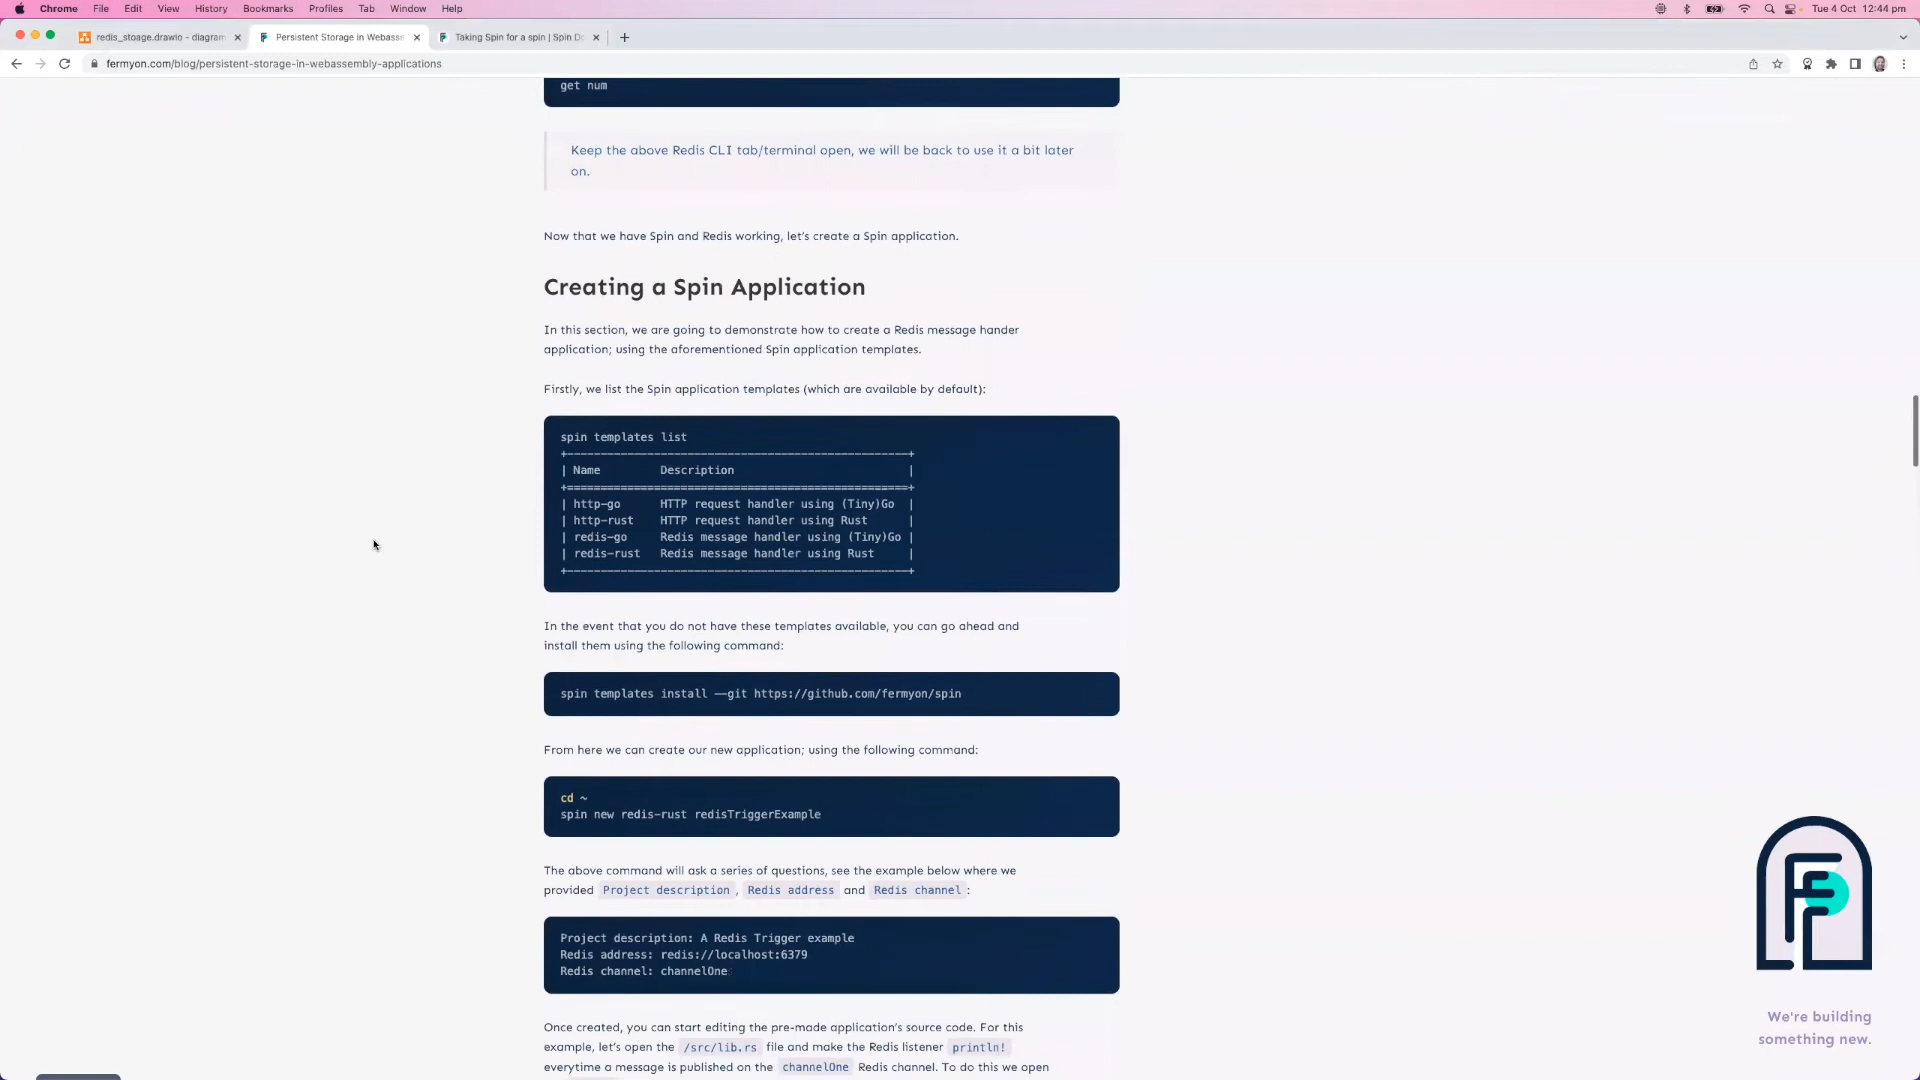 Chrome File Edit View History Bookmarks Profiles Tab Window Help Tue 4 Oct 12:44 pm
redis_stoage.drawio - diagram
Persistent Storage in Webasse
Taking Spin for a spin | Spin Do
fermyon.com/blog/persistent-storage-in-webassembly-applications
get num
Keep the above Redis CLI tab/terminal open, we will be back to use it a bit later
on.
Now that we have Spin and Redis working, let's create a Spin application.
Creating a Spin Application
In this section, we are going to demonstrate how to create a Redis message hander
application; using the aforementioned Spin application templates.
Firstly, we list the Spin application templates (which are available by default):
spin templates list
+---------------------------------------------------+
| Name Description |
+===================================================+
| http-go HTTP request handler using (Tiny)Go |
| http-rust HTTP request handler using Rust |
| redis-go Redis message handler using (Tiny)Go |
| redis-rust Redis message handler using Rust |
+---------------------------------------------------+
In the event that you do not have these templates available, you can go ahead and
install them using the following command:
spin templates install --git https://github.com/fermyon/spin
From here we can create our new application; using the following command:
cd ~
spin new redis-rust redisTriggerExample
The above command will ask a series of questions, see the example below where we
provided Project description, Redis address and Redis channel:
Project description: A Redis Trigger example
Redis address: redis://localhost:6379
Redis channel: channelOne
Once created, you can start editing the pre-made application's source code. For this
example, let's open the /src/lib.rs file and make the Redis listener println!
everytime a message is published on the channelOne Redis channel. To do this we open
We're building
something new.